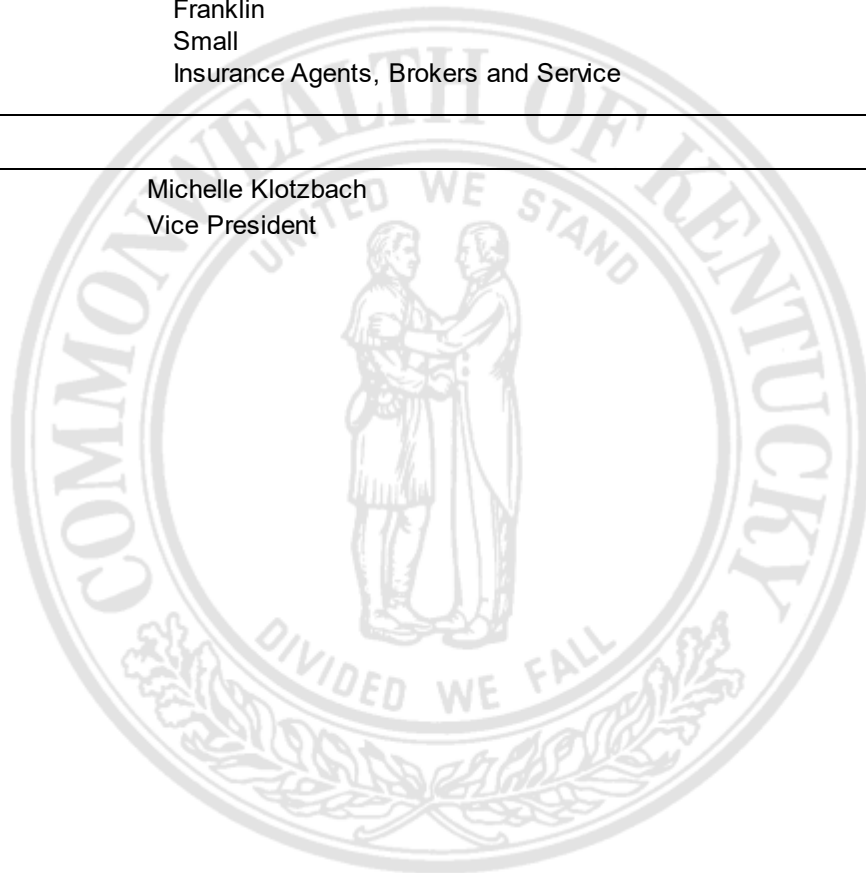 Franklin
Small
Insurance Agents, Brokers and Service
Michelle Klotzbach
Vice President
COMMONWEALTH OF KENTUCKY
UNITED WE STAND
DIVIDED WE FALL